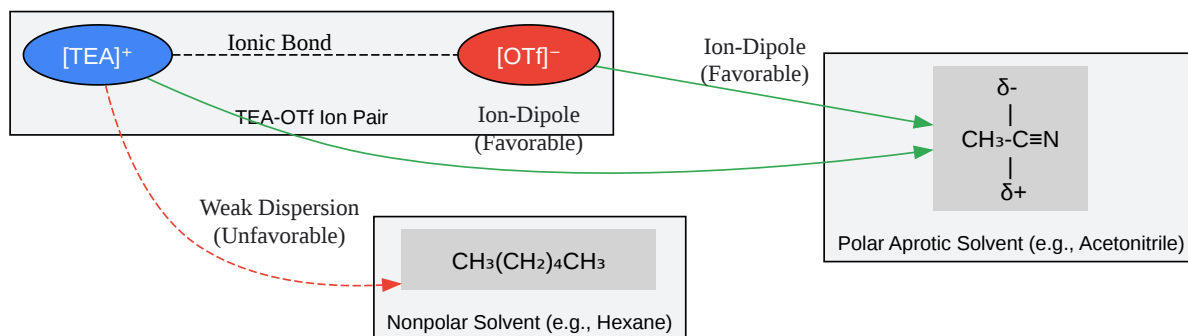 [TEA]⁺
Ionic Bond
[OTf]⁻
TEA-OTf Ion Pair
Ion-Dipole
(Favorable)
Ion-Dipole
(Favorable)
δ-
|
CH₃-C≡N
|
δ+
Polar Aprotic Solvent (e.g., Acetonitrile)
Weak Dispersion
(Unfavorable)
CH₃(CH₂)₄CH₃
Nonpolar Solvent (e.g., Hexane)